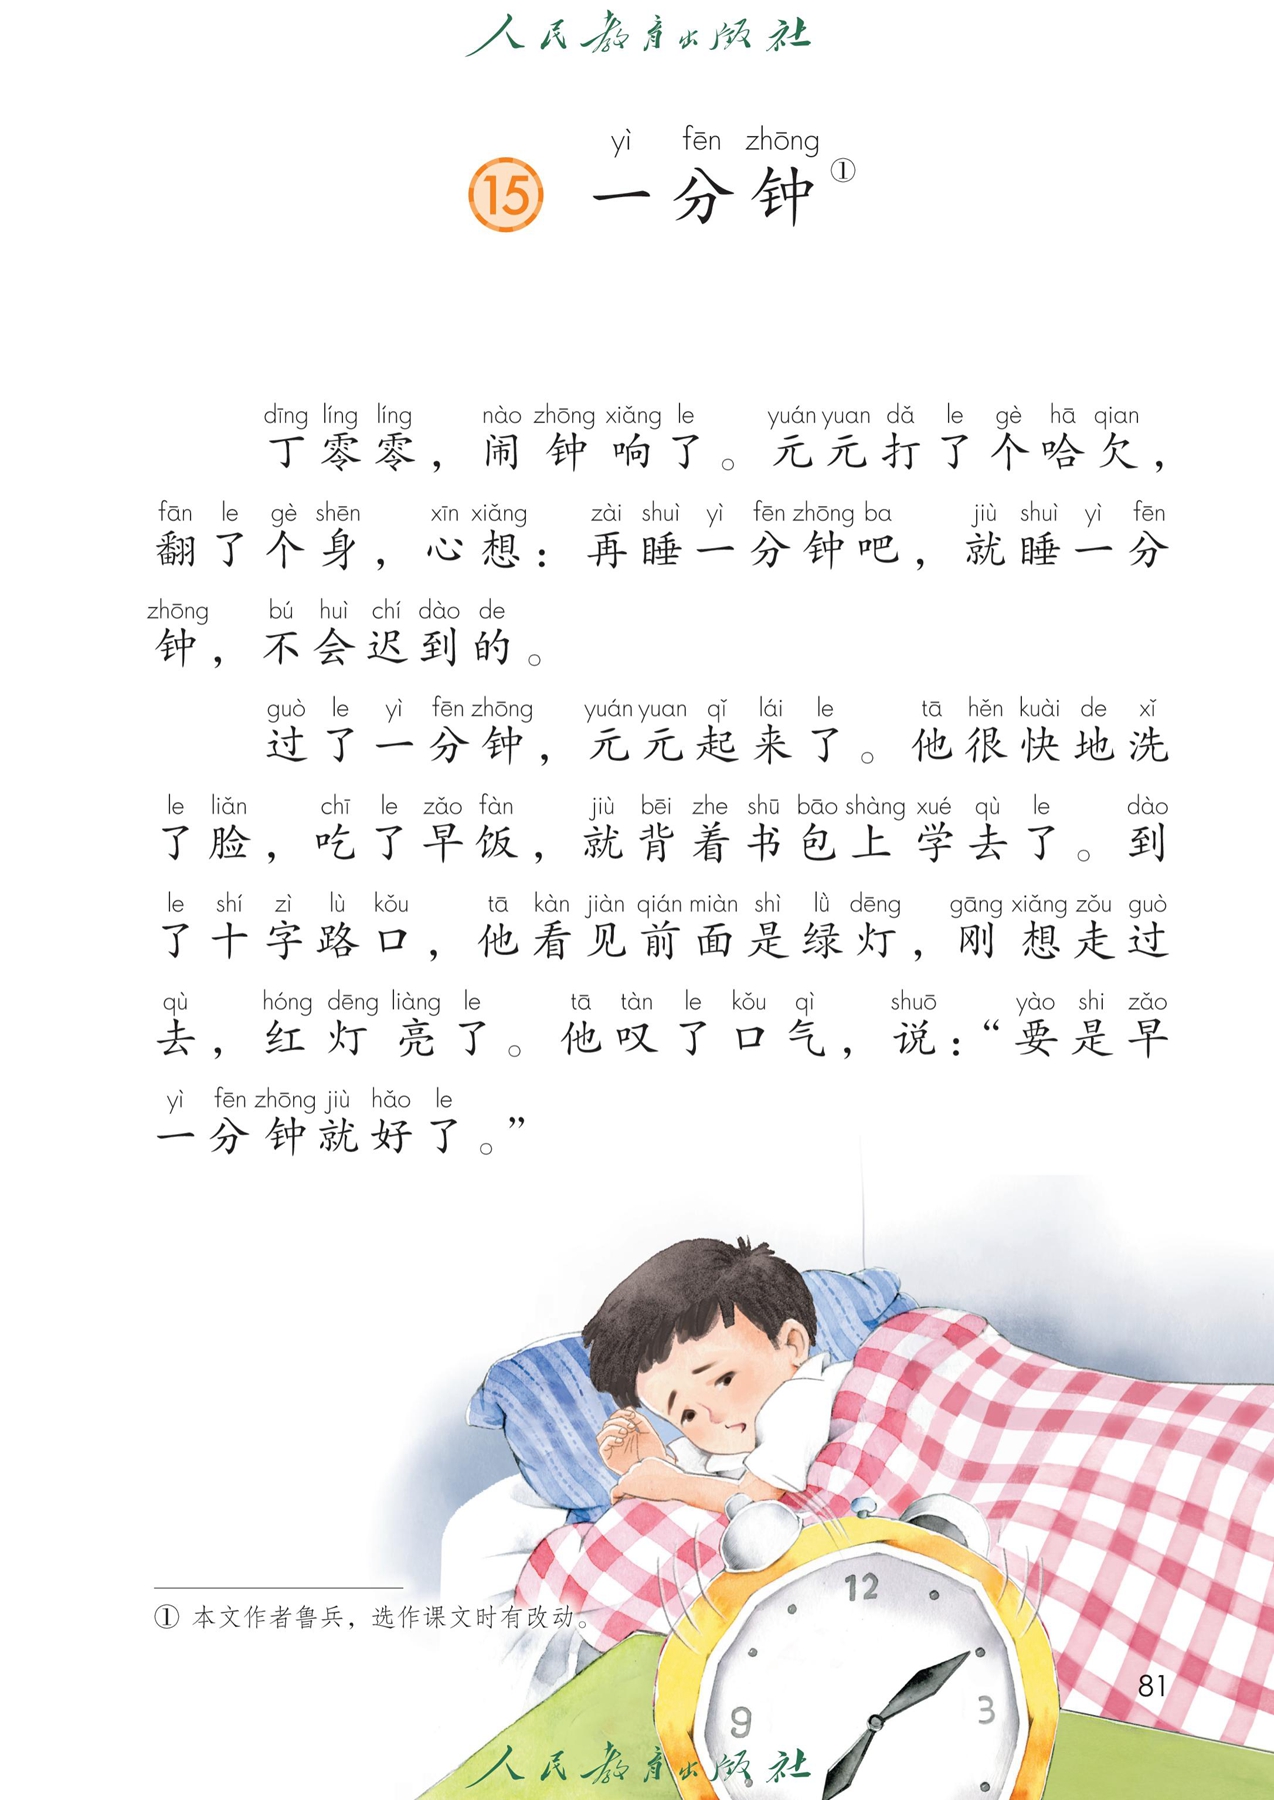 人民教育出版社
yì fēn zhōng
15 一分钟①
dīng líng líng nào zhōng xiǎng le yuán yuan dǎ le gè hā qian
丁零零，闹钟响了。元元打了个哈欠，
fān le gè shēn xīn xiǎng zài shuì yì fēn zhōng ba jiù shuì yì fēn
翻了个身，心想：再睡一分钟吧，就睡一分
zhōng bú huì chí dào de
钟，不会迟到的。
guò le yì fēn zhōng yuán yuan qǐ lái le tā hěn kuài de xǐ
过了一分钟，元元起来了。他很快地洗
le liǎn chī le zǎo fàn jiù bēi zhe shū bāo shàng xué qù le dào
了脸，吃了早饭，就背着书包上学去了。到
le shí zì lù kǒu tā kàn jiàn qián miàn shì lǜ dēng gāng xiǎng zǒu guò
了十字路口，他看见前面是绿灯，刚想走过
qù hóng dēng liàng le tā tàn le kǒu qì shuō yào shi zǎo
去，红灯亮了。他叹了口气，说：“要是早
yì fēn zhōng jiù hǎo le
一分钟就好了。”
① 本文作者鲁兵，选作课文时有改动。
12
9
3
81
人民教育出版社